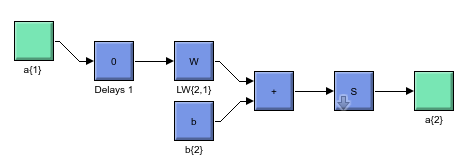 a{1}
0
Delays 1
W
LW{2,1}
b
b{2}
+
S
a{2}